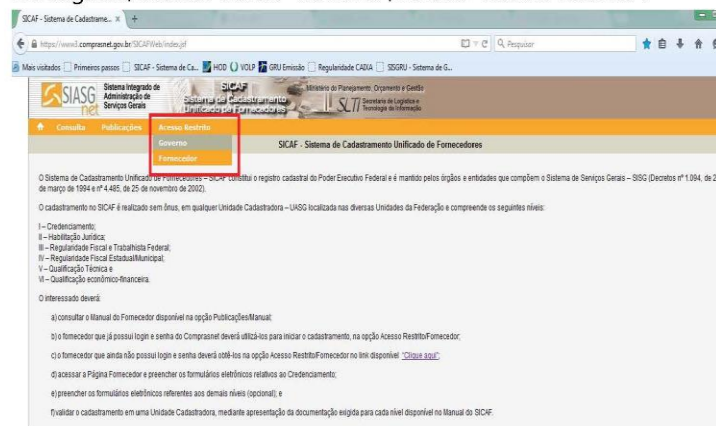 SICAF - Sistema de Cadastrame... × +
https://www3.comprasnet.gov.br/SICAFWeb/index.jsf
Pesquisar
Mais visitados Primeiros passos SICAF - Sistema de Ca... HOD VOLP GRU Emissão Regularidade CADIA SISGRU - Sistema de G...
SIASG net
Sistema Integrado de
Administração de
Serviços Gerais
SICAF
Sistema de Cadastramento
Unificado de Fornecedores
Ministério do Planejamento, Orçamento e Gestão
SLTI Secretaria de Logística e
Tecnologia da Informação
Consulta Publicações Acesso Restrito
Governo
Fornecedor
SICAF - Sistema de Cadastramento Unificado de Fornecedores
O Sistema de Cadastramento Unificado de Fornecedores – SICAF constitui o registro cadastral do Poder Executivo Federal e é mantido pelos órgãos e entidades que compõem o Sistema de Serviços Gerais – SISG (Decretos nº 1.094, de 2
de março de 1994 e nº 4.485, de 25 de novembro de 2002).
O cadastramento no SICAF é realizado sem ônus, em qualquer Unidade Cadastradora – UASG localizada nas diversas Unidades da Federação e compreende os seguintes níveis:
I – Credenciamento;
II – Habilitação Jurídica;
III – Regularidade Fiscal e Trabalhista Federal;
IV – Regularidade Fiscal Estadual/Municipal;
V – Qualificação Técnica e
VI – Qualificação econômico-financeira.
O interessado deverá:
a) consultar o Manual do Fornecedor disponível na opção Publicações/Manual;
b) o fornecedor que já possui login e senha do Comprasnet deverá utilizá-los para iniciar o cadastramento, na opção Acesso Restrito/Fornecedor;
c) o fornecedor que ainda não possui login e senha deverá obtê-los na opção Acesso Restrito/Fornecedor no link disponível "Clique aqui";
d) acessar a Página Fornecedor e preencher os formulários eletrônicos relativos ao Credenciamento;
e) preencher os formulários eletrônicos referentes aos demais níveis (opcional); e
f) validar o cadastramento em uma Unidade Cadastradora, mediante apresentação da documentação exigida para cada nível disponível no Manual do SICAF.